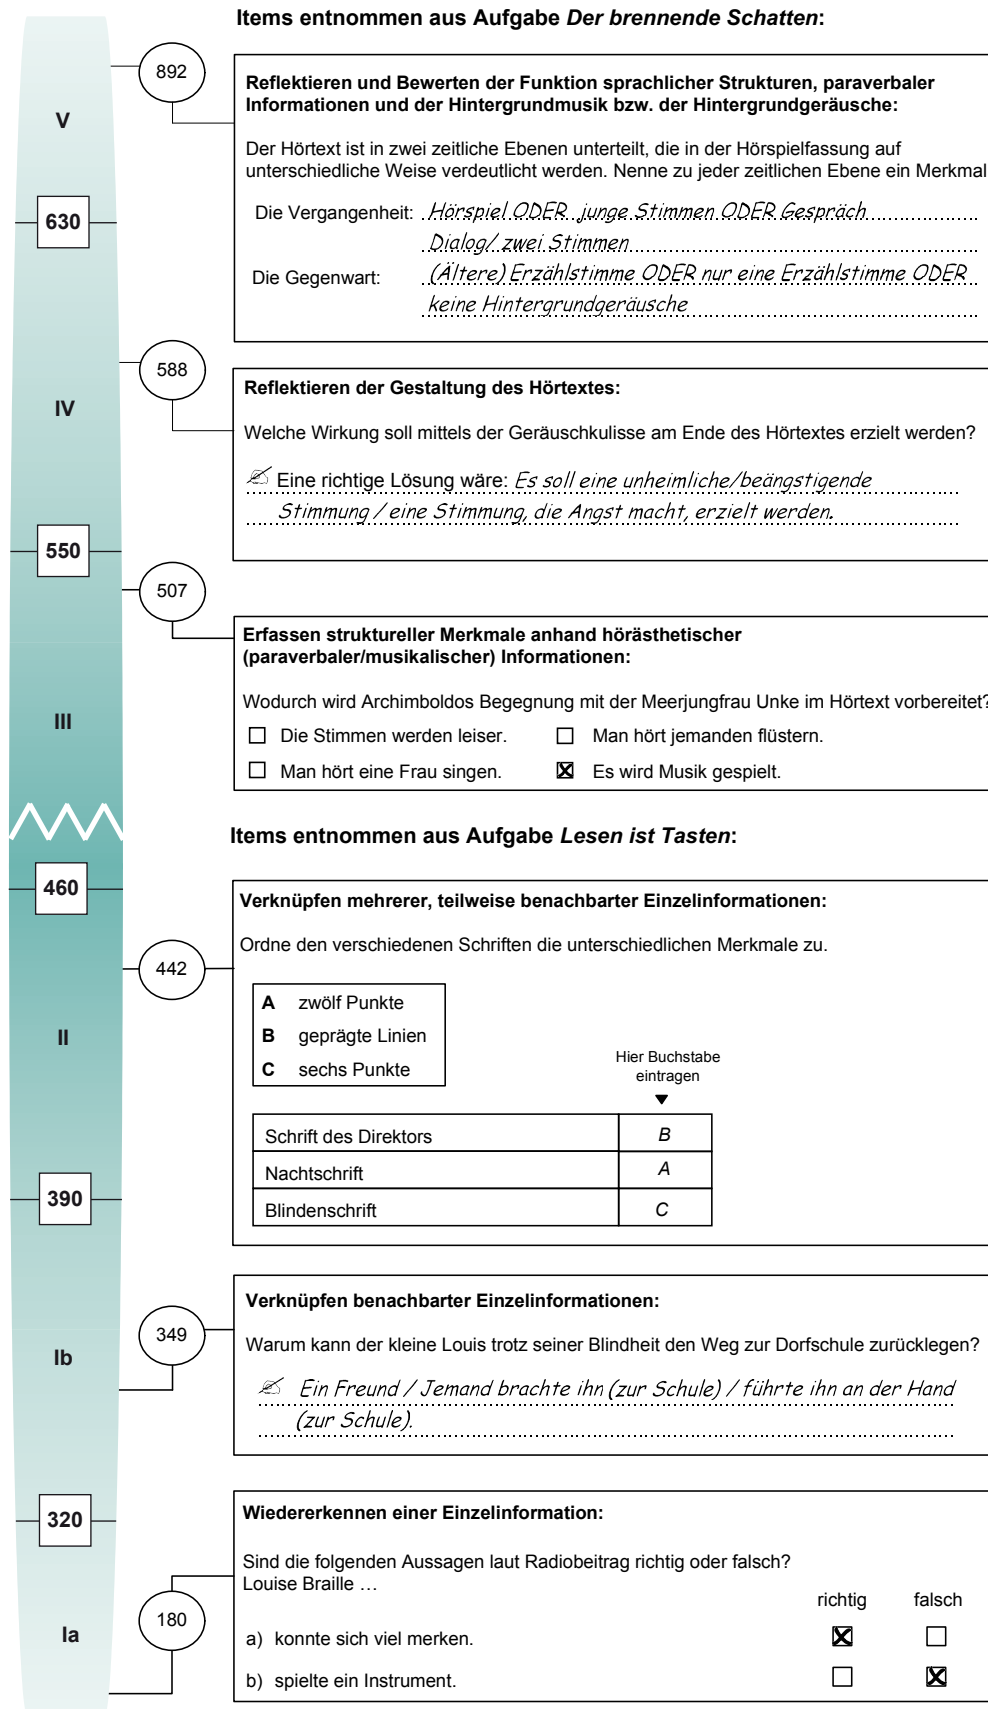 Items entnommen aus Aufgabe Der brennende Schatten:
892
Reflektieren und Bewerten der Funktion sprachlicher Strukturen, paraverbaler
Informationen und der Hintergrundmusik bzw. der Hintergrundgeräusche:
V
Der Hörtext ist in zwei zeitliche Ebenen unterteilt, die in der Hörspielfassung auf
unterschiedliche Weise verdeutlicht werden. Nenne zu jeder zeitlichen Ebene ein Merkmal
630
Die Vergangenheit: Hörspiel ODER junge Stimmen ODER Gespräch
Dialog/ zwei Stimmen
Die Gegenwart: (Ältere) Erzählstimme ODER nur eine Erzählstimme ODER
keine Hintergrundgeräusche
588
Reflektieren der Gestaltung des Hörtextes:
IV
Welche Wirkung soll mittels der Geräuschkulisse am Ende des Hörtextes erzielt werden?
Eine richtige Lösung wäre: Es soll eine unheimliche/beängstigende
Stimmung / eine Stimmung, die Angst macht, erzielt werden.
550
507
Erfassen struktureller Merkmale anhand hörästhetischer
(paraverbaler/musikalischer) Informationen:
Wodurch wird Archimboldos Begegnung mit der Meerjungfrau Unke im Hörtext vorbereitet?
III
Die Stimmen werden leiser. Man hört jemanden flüstern.
Man hört eine Frau singen. Es wird Musik gespielt.
Items entnommen aus Aufgabe Lesen ist Tasten:
460
Verknüpfen mehrerer, teilweise benachbarter Einzelinformationen:
Ordne den verschiedenen Schriften die unterschiedlichen Merkmale zu.
442
A zwölf Punkte
B geprägte Linien
C sechs Punkte
II
Hier Buchstabe
eintragen
Schrift des Direktors B
Nachtschrift A
Blindenschrift C
390
Verknüpfen benachbarter Einzelinformationen:
349
Warum kann der kleine Louis trotz seiner Blindheit den Weg zur Dorfschule zurücklegen?
Ib
Ein Freund / Jemand brachte ihn (zur Schule) / führte ihn an der Hand
(zur Schule).
320
Wiedererkennen einer Einzelinformation:
Sind die folgenden Aussagen laut Radiobeitrag richtig oder falsch?
Louise Braille …
richtig falsch
180
Ia
a) konnte sich viel merken.
b) spielte ein Instrument.